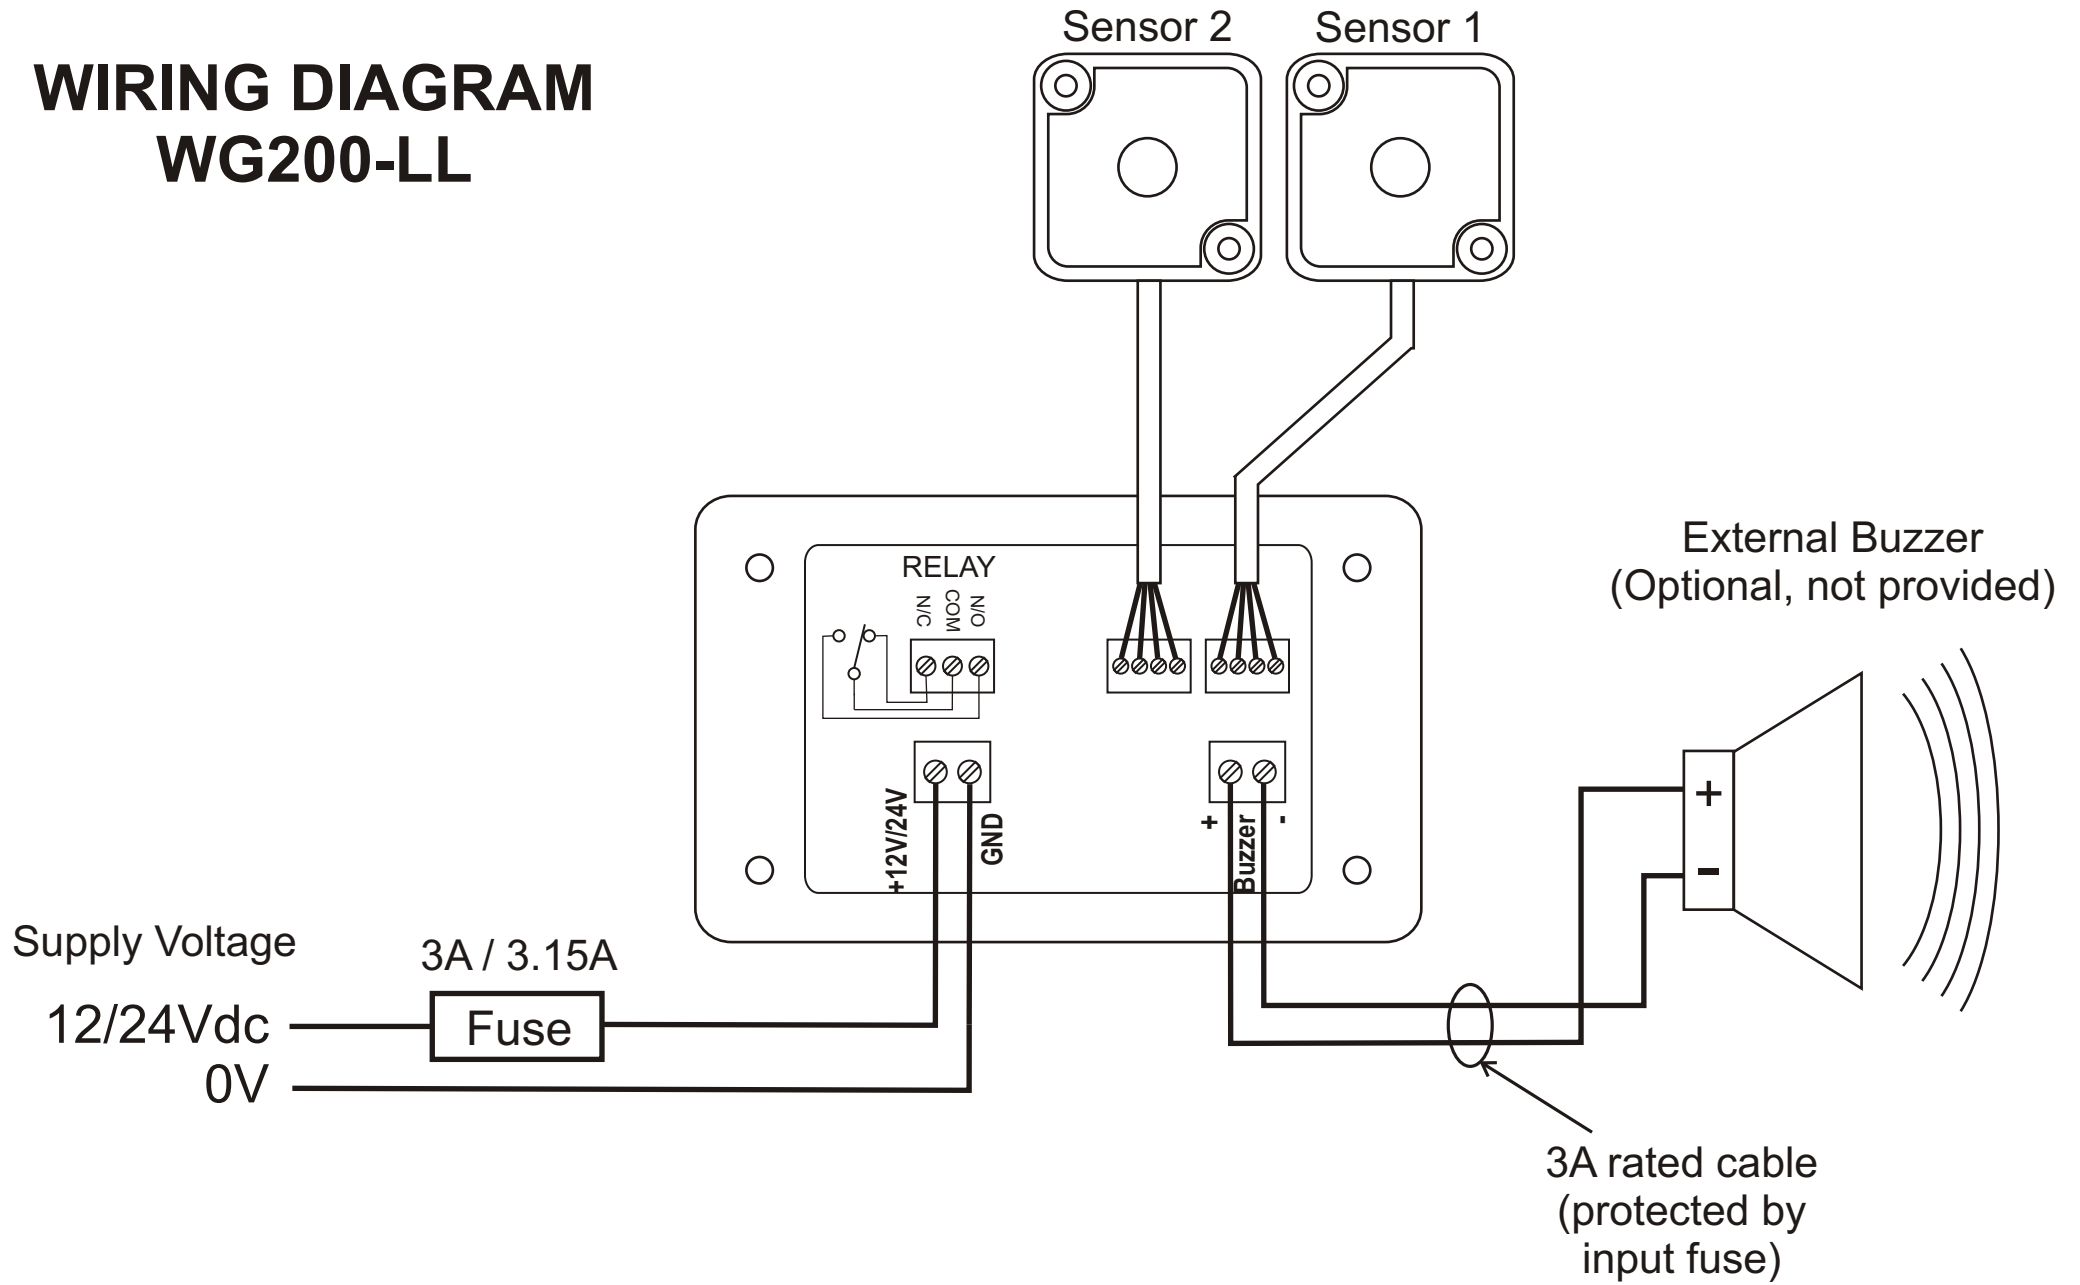 WIRING DIAGRAM
WG200-LL
Sensor 2
Sensor 1
External Buzzer
(Optional, not provided)
RELAY
N/C
COM
N/O
+12V/24V
GND
+
Buzzer
-
+
-
Supply Voltage
3A / 3.15A
12/24Vdc
Fuse
0V
3A rated cable
(protected by
input fuse)